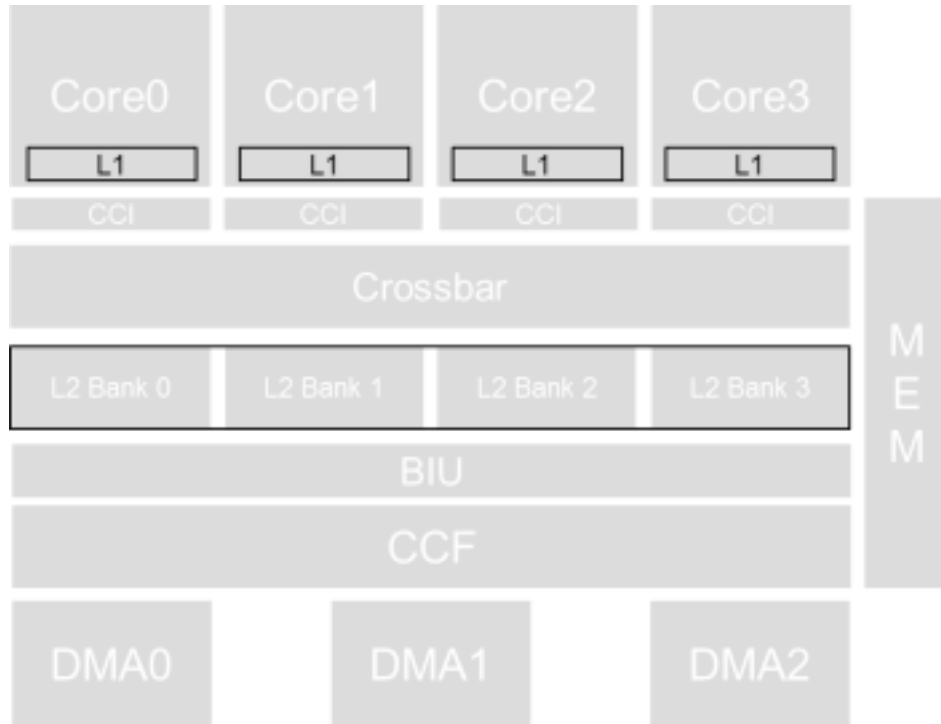 Core0 Core1 Core2 Core3
L1 L1 L1 L1
CCI CCI CCI CCI
Crossbar
L2 Bank 0 L2 Bank 1 L2 Bank 2 L2 Bank 3
BIU
CCF
DMA0 DMA1 DMA2
M
E
M